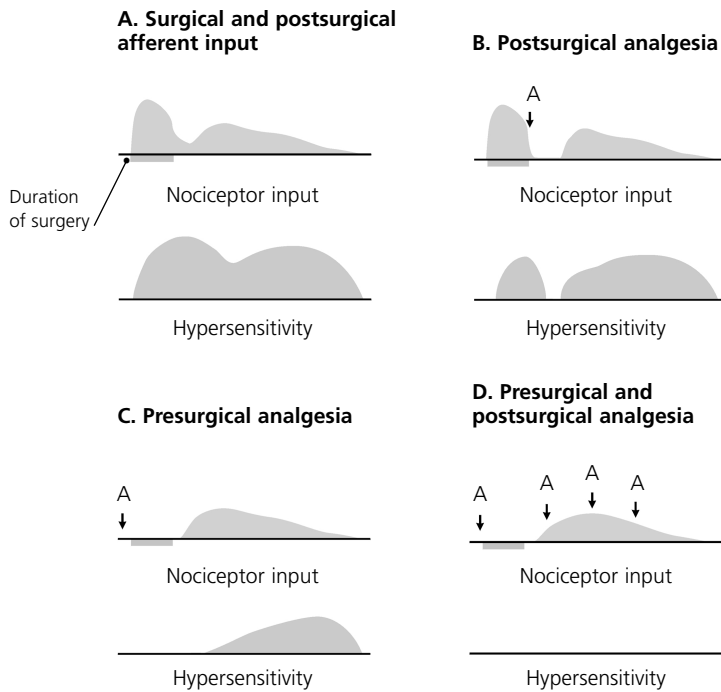 A. Surgical and postsurgical
afferent input
Duration
of surgery
Nociceptor input
Hypersensitivity
B. Postsurgical analgesia
A
Nociceptor input
Hypersensitivity
C. Presurgical analgesia
A
Nociceptor input
Hypersensitivity
D. Presurgical and
postsurgical analgesia
A
A
A
A
Nociceptor input
Hypersensitivity